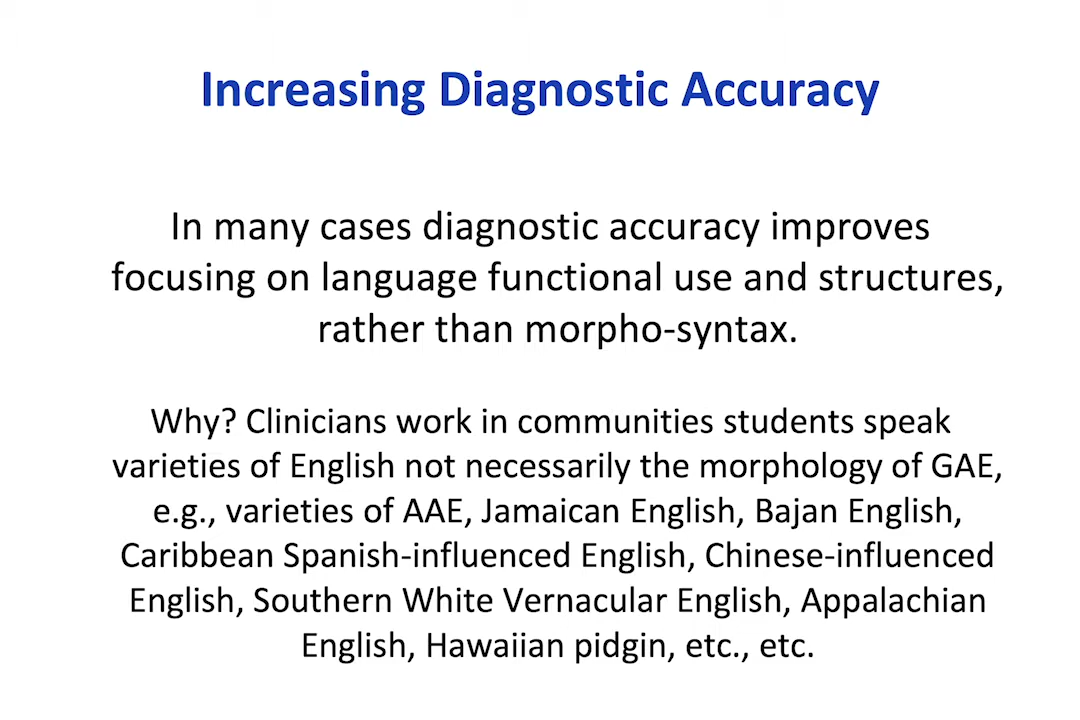 Increasing Diagnostic Accuracy
In many cases diagnostic accuracy improves
focusing on language functional use and structures,
rather than morpho-syntax.
Why? Clinicians work in communities students speak
varieties of English not necessarily the morphology of GAE,
e.g., varieties of AAE, Jamaican English, Bajan English,
Caribbean Spanish-influenced English, Chinese-influenced
English, Southern White Vernacular English, Appalachian
English, Hawaiian pidgin, etc., etc.